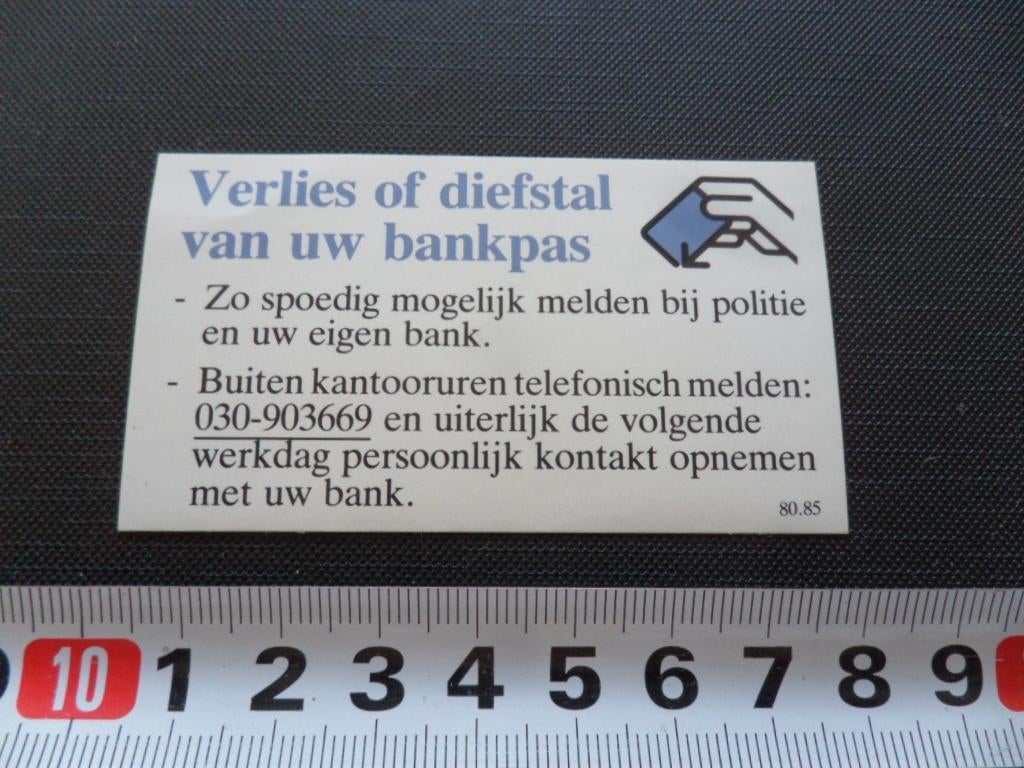 Verlies of diefstal
van uw bankpas
- Zo spoedig mogelijk melden bij politie
en uw eigen bank.
- Buiten kantooruren telefonisch melden:
030-903669 en uiterlijk de volgende
werkdag persoonlijk kontakt opnemen
met uw bank.
80.85
10 1 2 3 4 5 6 7 8 9